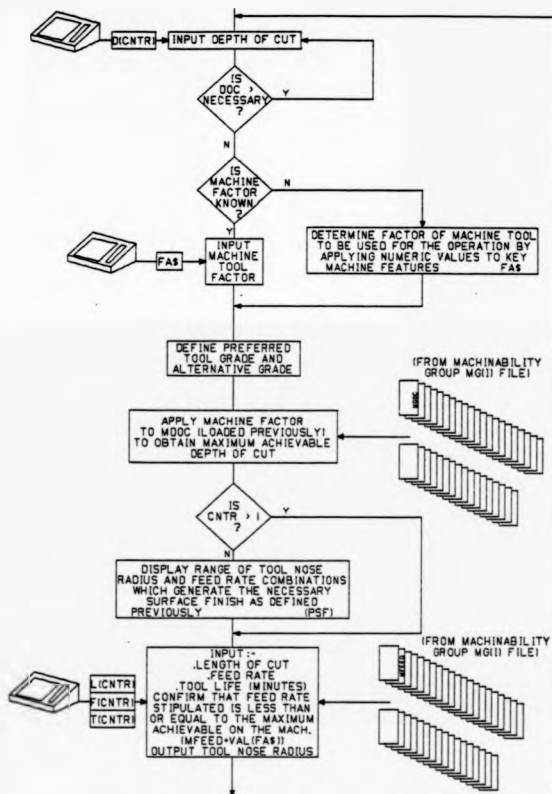 D(CNTR)
INPUT DEPTH OF CUT
IS
DOC >
NECESSARY
?
Y
N
IS
MACHINE
FACTOR
KNOWN
?
N
Y
FA$
INPUT
MACHINE
TOOL
FACTOR
DETERMINE FACTOR OF MACHINE TOOL
TO BE USED FOR THE OPERATION BY
APPLYING NUMERIC VALUES TO KEY
MACHINE FEATURES FA$
DEFINE PREFERRED
TOOL GRADE AND
ALTERNATIVE GRADE
(FROM MACHINABILITY
GROUP MG(I) FILE)
MDOC
APPLY MACHINE FACTOR
TO MDOC (LOADED PREVIOUSLY)
TO OBTAIN MAXIMUM ACHIEVABLE
DEPTH OF CUT
IS
CNTR > 1
?
Y
N
DISPLAY RANGE OF TOOL NOSE
RADIUS AND FEED RATE COMBINATIONS
WHICH GENERATE THE NECESSARY
SURFACE FINISH AS DEFINED
PREVIOUSLY (PSF)
(FROM MACHINABILITY
GROUP MG(I) FILE)
MFEED
L(CNTR)
F(CNTR)
T(CNTR)
INPUT:-
.LENGTH OF CUT
.FEED RATE
.TOOL LIFE (MINUTES)
CONFIRM THAT FEED RATE
STIPULATED IS LESS THAN
OR EQUAL TO THE MAXIMUM
ACHIEVABLE ON THE MACH.
(MFEED*VAL(FA$))
OUTPUT TOOL NOSE RADIUS